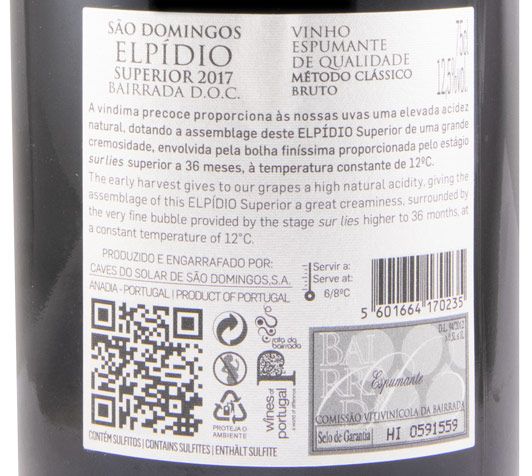 SÃO DOMINGOS
ELPÍDIO
SUPERIOR 2017
BAIRRADA D.O.C.
VINHO
ESPUMANTE
DE QUALIDADE
MÉTODO CLÁSSICO
BRUTO
75cl
12,5%vol.
A vindima precoce proporciona às nossas uvas uma elevada acidez
natural, dotando a assemblage deste ELPÍDIO Superior de uma grande
cremosidade, envolvida pela bolha finíssima proporcionada pelo estágio
sur lies superior a 36 meses, à temperatura constante de 12ºC.
The early harvest gives to our grapes a high natural acidity, giving the
assemblage of this ELPÍDIO Superior a great creaminess, surrounded by
the very fine bubble provided by the stage sur lies higher to 36 months, at
a constant temperature of 12°C.
PRODUZIDO E ENGARRAFADO POR:
CAVES DO SOLAR DE SÃO DOMINGOS,S.A.
ANADIA - PORTUGAL | PRODUCT OF PORTUGAL
Servir a:
Serve at:
6/8ºC
5 601664 170235
rota da
bairrada
wines of
portugal
PROTEJA O
AMBIENTE
CONTÉM SULFITOS | CONTAINS SULFITES | ENTHÄLT SULFITE
BAI
RRA
DA
Espumante
COMISSÃO VITIVINÍCOLA DA BAIRRADA
Selo de Garantia
HI 0591559